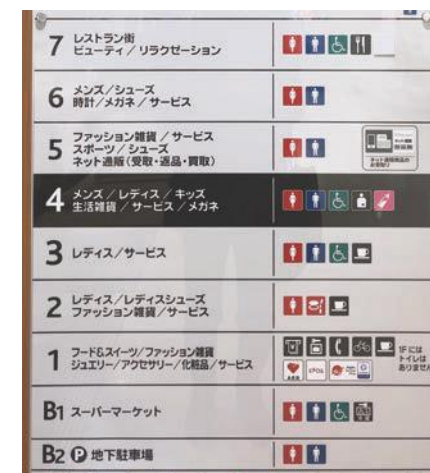 7 レストラン街
ビューティ / リラクゼーション
6 メンズ/シューズ
時計/メガネ/サービス
5 ファッション雑貨 / サービス
スポーツ/シューズ
ネット通販(受取・返品・買取)
4 メンズ / レディス / キッズ
生活雑貨 / サービス / メガネ
3 レディス/サービス
2 レディス/レディスシューズ
ファッション雑貨/サービス
1 フード&スイーツ/ファッション雑貨
ジュエリー/アクセサリー/化粧品/サービス
EPOS
1Fには
トイレは
ありません
B1 スーパーマーケット
B2 P 地下駐車場